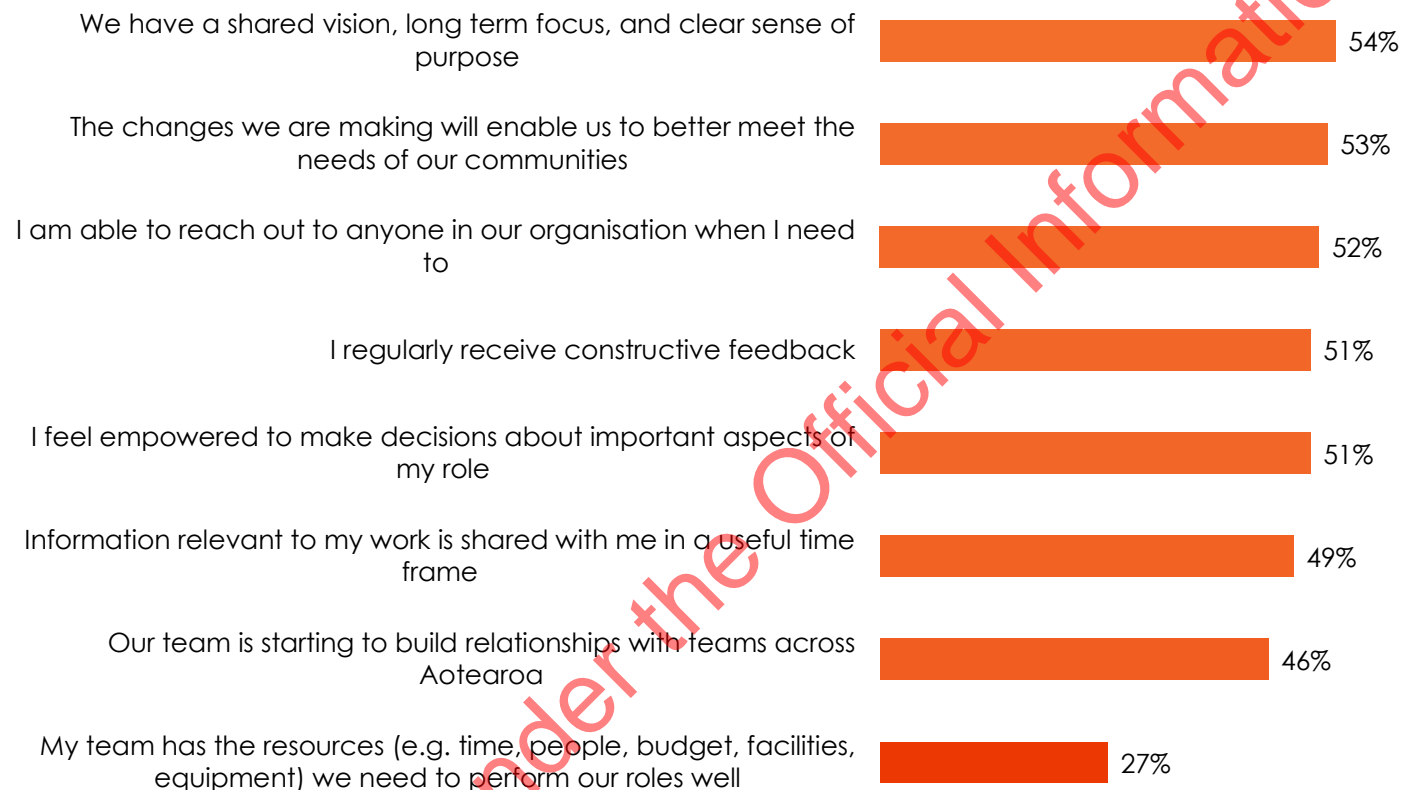 We have a shared vision, long term focus, and clear sense of
purpose
54%
The changes we are making will enable us to better meet the
needs of our communities
53%
I am able to reach out to anyone in our organisation when I need
to
52%
I regularly receive constructive feedback
51%
I feel empowered to make decisions about important aspects of
my role
51%
Information relevant to my work is shared with me in a useful time
frame
49%
Our team is starting to build relationships with teams across
Aotearoa
46%
My team has the resources (e.g. time, people, budget, facilities,
equipment) we need to perform our roles well
27%
the Official